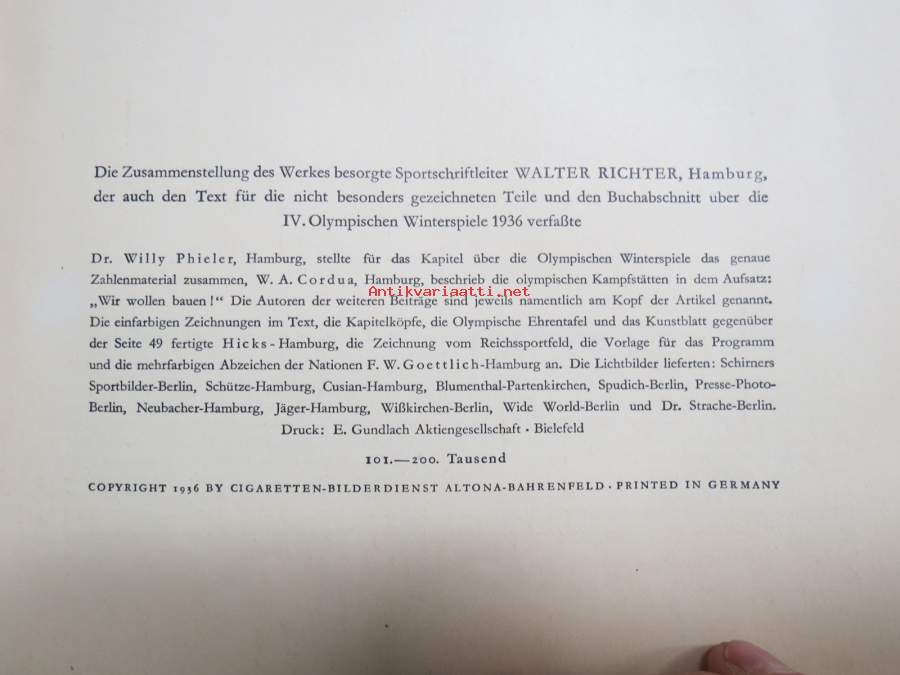 Die Zusammenstellung des Werkes besorgte Sportschriftleiter WALTER RICHTER, Hamburg,
der auch den Text für die nicht besonders gezeichneten Teile und den Buchabschnitt über die
IV. Olympischen Winterspiele 1936 verfaßte
Dr. Willy Phieler, Hamburg, stellte für das Kapitel über die Olympischen Winterspiele das genaue
Zahlenmaterial zusammen, W. A. Cordua, Hamburg, beschrieb die olympischen Kampfstätten in dem Aufsatz:
Antikvariaatti.net
„Wir wollen bauen!“ Die Autoren der weiteren Beiträge sind jeweils namentlich am Kopf der Artikel genannt.
Die einfarbigen Zeichnungen im Text, die Kapitelköpfe, die Olympische Ehrentafel und das Kunstblatt gegenüber
der Seite 49 fertigte Hicks-Hamburg, die Zeichnung vom Reichssportfeld, die Vorlage für das Programm
und die mehrfarbigen Abzeichen der Nationen F. W. Goettlich-Hamburg an. Die Lichtbilder lieferten: Schirners
Sportbilder-Berlin, Schütze-Hamburg, Cusian-Hamburg, Blumenthal-Partenkirchen, Spudich-Berlin, Presse-Photo-
Berlin, Neubacher-Hamburg, Jäger-Hamburg, Wißkirchen-Berlin, Wide World-Berlin und Dr. Strache-Berlin.
Druck: E. Gundlach Aktiengesellschaft · Bielefeld
101.—200. Tausend
COPYRIGHT 1936 BY CIGARETTEN-BILDERDIENST ALTONA-BAHRENFELD · PRINTED IN GERMANY